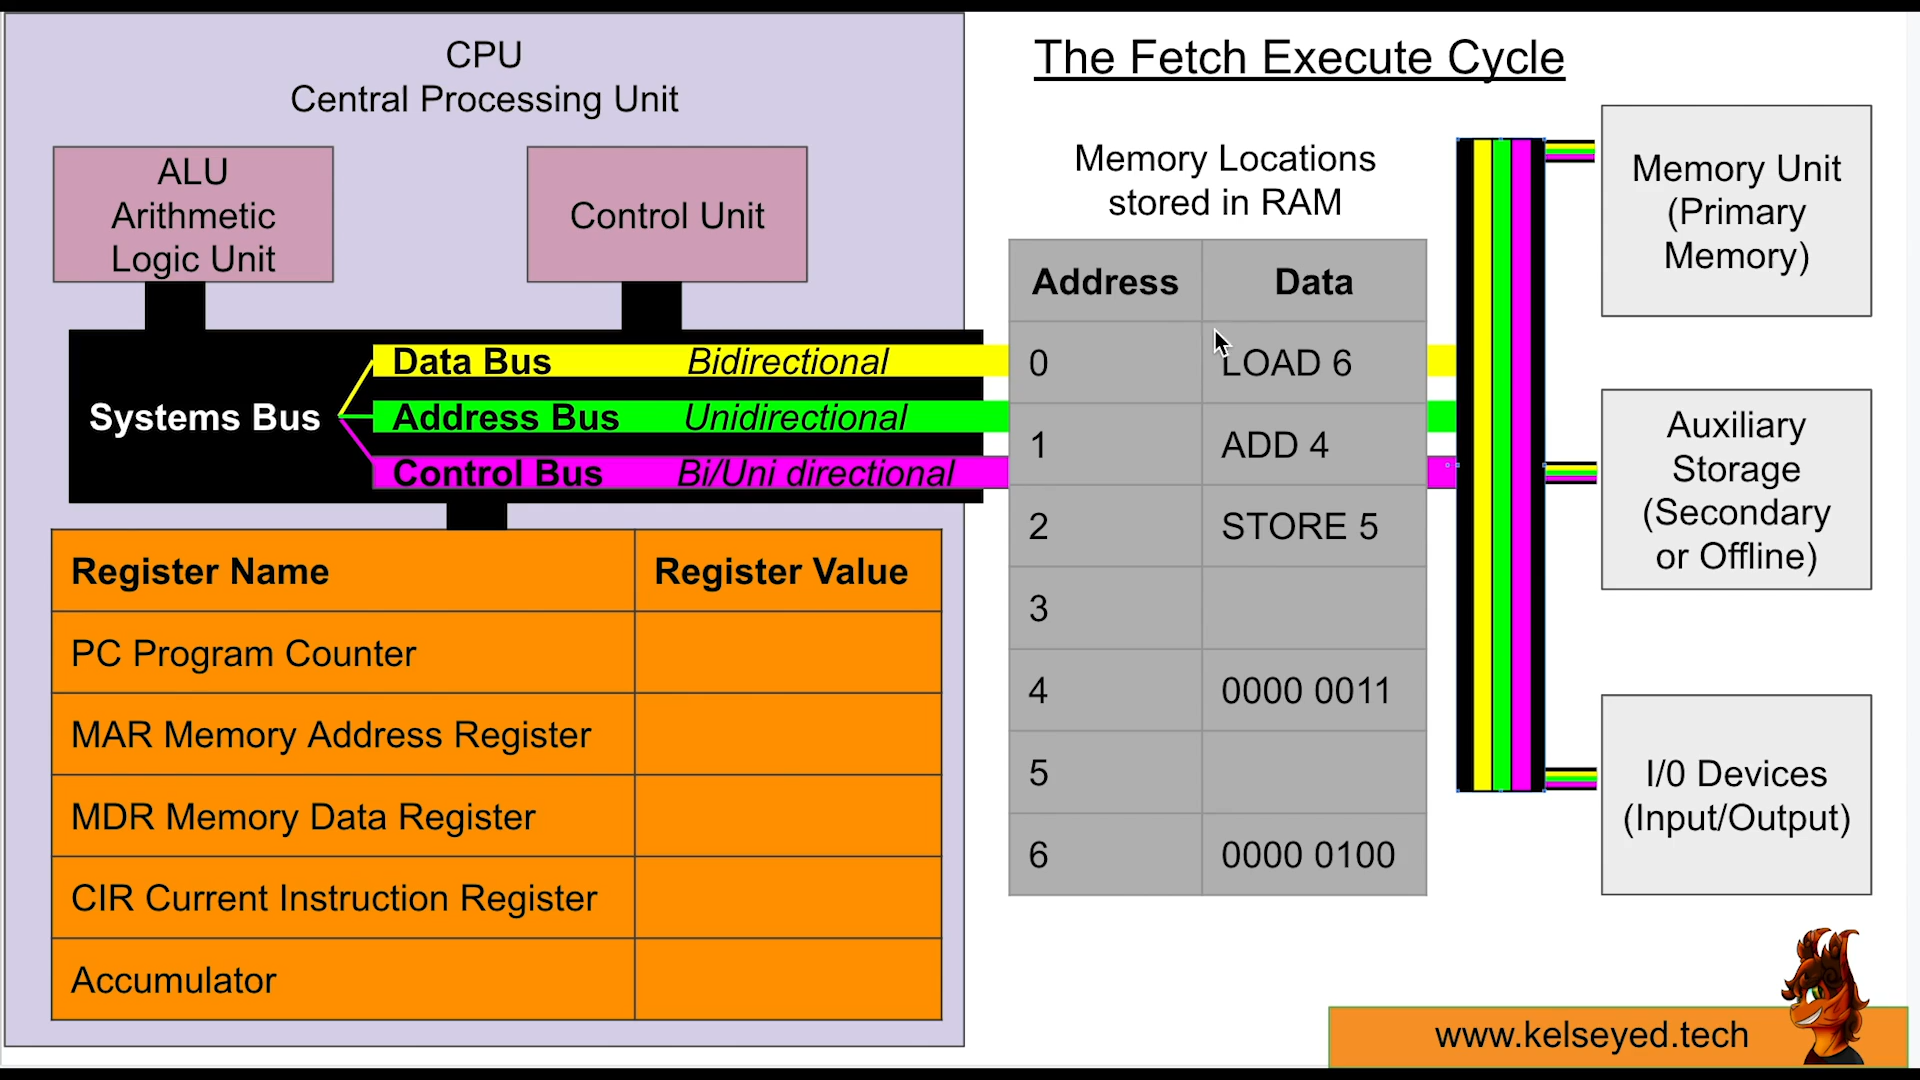 CPU
Central Processing Unit
The Fetch Execute Cycle
ALU
Arithmetic
Logic Unit
Control Unit
Memory Locations
stored in RAM
Memory Unit
(Primary
Memory)
Systems Bus
Data Bus Bidirectional
Address Bus Unidirectional
Control Bus Bi/Uni directional
Address Data
0 LOAD 6
1 ADD 4
2 STORE 5
3
4 0000 0011
5
6 0000 0100
Auxiliary
Storage
(Secondary
or Offline)
I/0 Devices
(Input/Output)
Register Name Register Value
PC Program Counter
MAR Memory Address Register
MDR Memory Data Register
CIR Current Instruction Register
Accumulator
www.kelseyed.tech